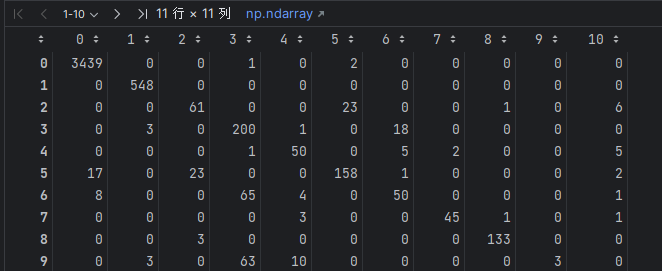 1-10 11 行 × 11 列 np.ndarray
0 1 2 3 4 5 6 7 8 9 10
0 3439 0 0 1 0 2 0 0 0 0 0
1 0 548 0 0 0 0 0 0 0 0 0
2 0 0 61 0 0 23 0 0 1 0 6
3 0 3 0 200 1 0 18 0 0 0 0
4 0 0 0 1 50 0 5 2 0 0 5
5 17 0 23 0 0 158 1 0 0 0 2
6 8 0 0 65 4 0 50 0 0 0 1
7 0 0 0 0 3 0 0 45 1 0 1
8 0 0 3 0 0 0 0 0 133 0 0
9 0 3 0 63 10 0 0 0 0 3 0